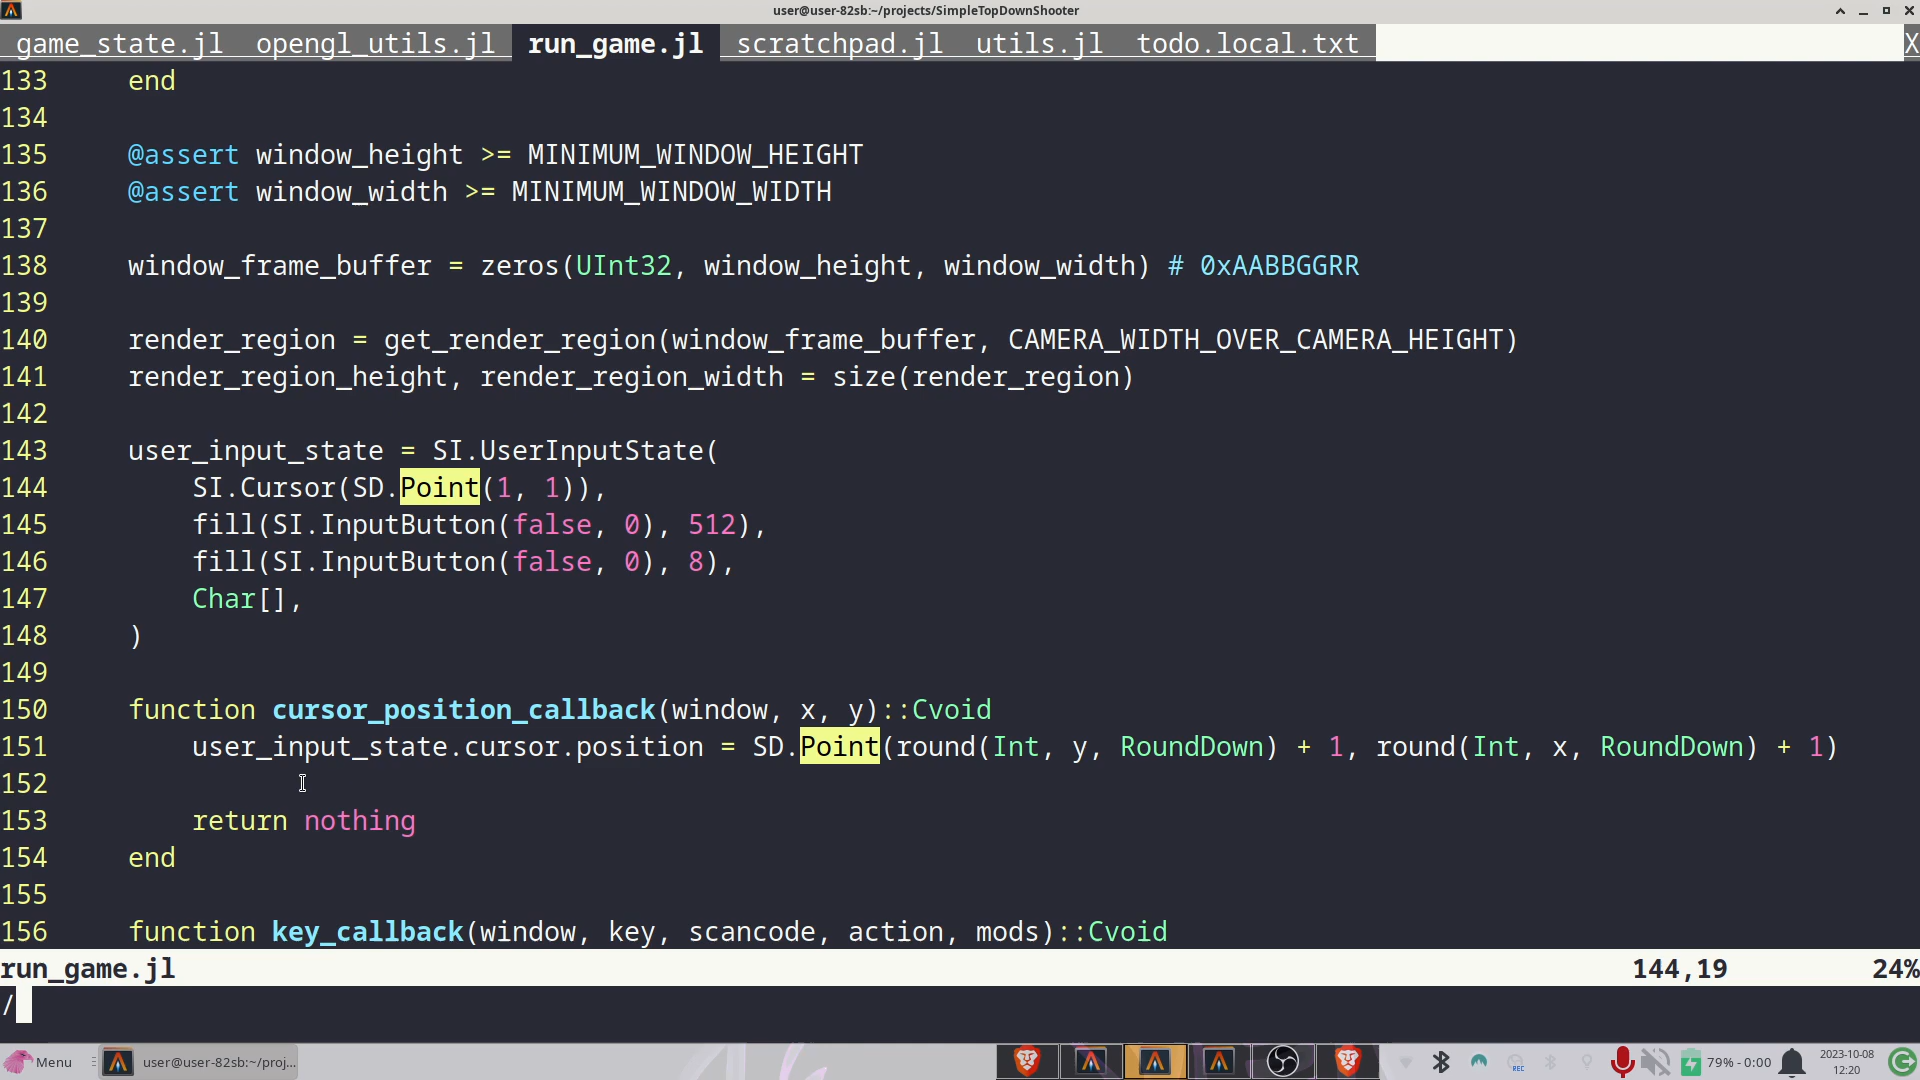 user@user-82sb:~/projects/SimpleTopDownShooter
game_state.jl opengl_utils.jl run_game.jl scratchpad.jl utils.jl todo.local.txt X
133     end
134
135     @assert window_height >= MINIMUM_WINDOW_HEIGHT
136     @assert window_width >= MINIMUM_WINDOW_WIDTH
137
138     window_frame_buffer = zeros(UInt32, window_height, window_width) # 0xAABBGGRR
139
140     render_region = get_render_region(window_frame_buffer, CAMERA_WIDTH_OVER_CAMERA_HEIGHT)
141     render_region_height, render_region_width = size(render_region)
142
143     user_input_state = SI.UserInputState(
144         SI.Cursor(SD.Point(1, 1)),
145         fill(SI.InputButton(false, 0), 512),
146         fill(SI.InputButton(false, 0), 8),
147         Char[],
148     )
149
150     function cursor_position_callback(window, x, y)::Cvoid
151         user_input_state.cursor.position = SD.Point(round(Int, y, RoundDown) + 1, round(Int, x, RoundDown) + 1)
152
153         return nothing
154     end
155
156     function key_callback(window, key, scancode, action, mods)::Cvoid
run_game.jl 144,19 24%
/
Menu user@user-82sb:~/proj... REC 79% - 0:00 2023-10-08
12:20